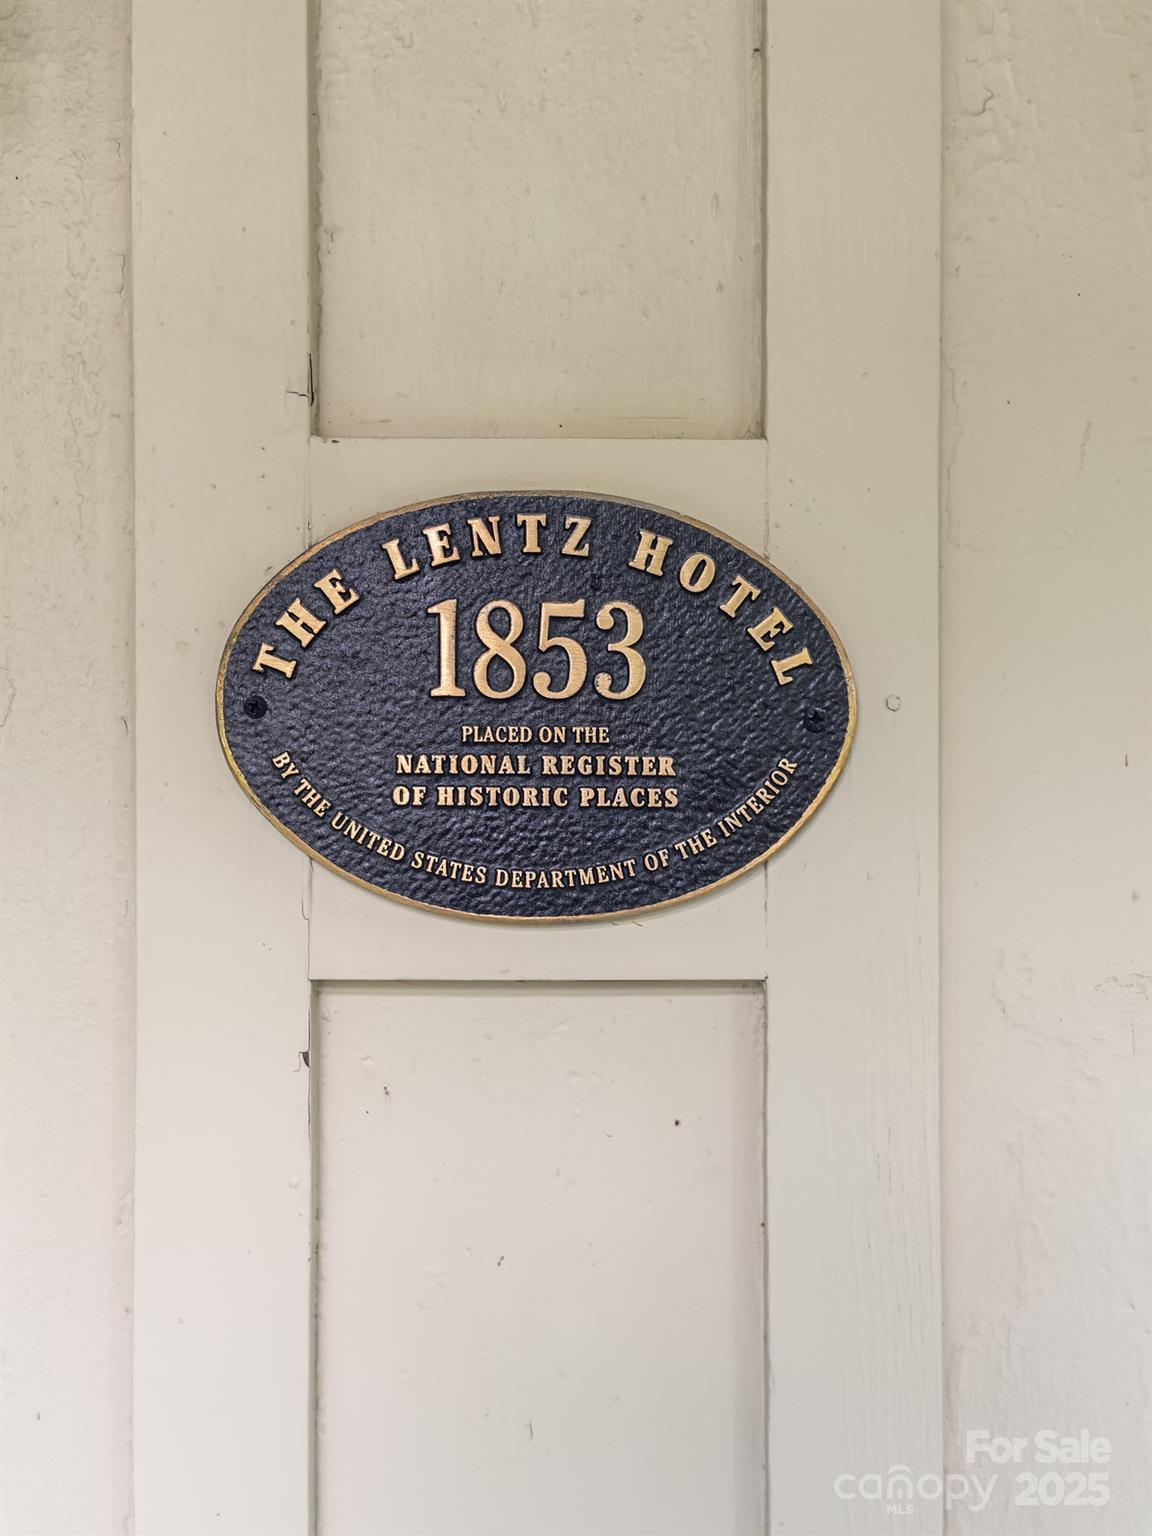 THE LENTZ HOTEL
1853
PLACED ON THE
NATIONAL REGISTER
OF HISTORIC PLACES
BY THE UNITED STATES DEPARTMENT OF THE INTERIOR
For Sale
canopy 2025
MLS